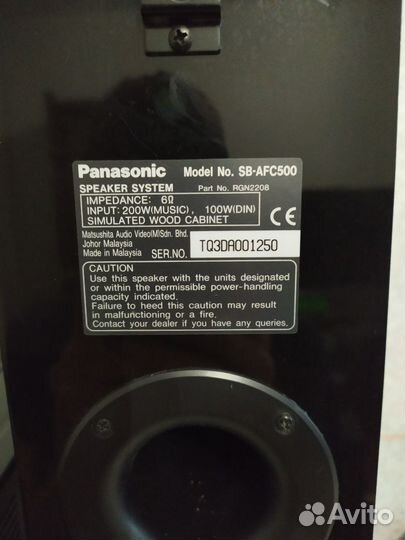 Panasonic Model No. SB-AFC500
SPEAKER SYSTEM Part No. RGN2208
IMPEDANCE: 6Ω
INPUT: 200W(MUSIC), 100W(DIN)
SIMULATED WOOD CABINET
CE
Matsushita Audio Video(M)Sdn. Bhd.
Johor Malaysia
Made in Malaysia SER.NO. TQ3DA001250
CAUTION
Use this speaker with the units designated
or within the permissible power-handling
capacity indicated.
Failure to heed this caution may result
in malfunctioning or a fire.
Contact your dealer if you have any queries.
Avito